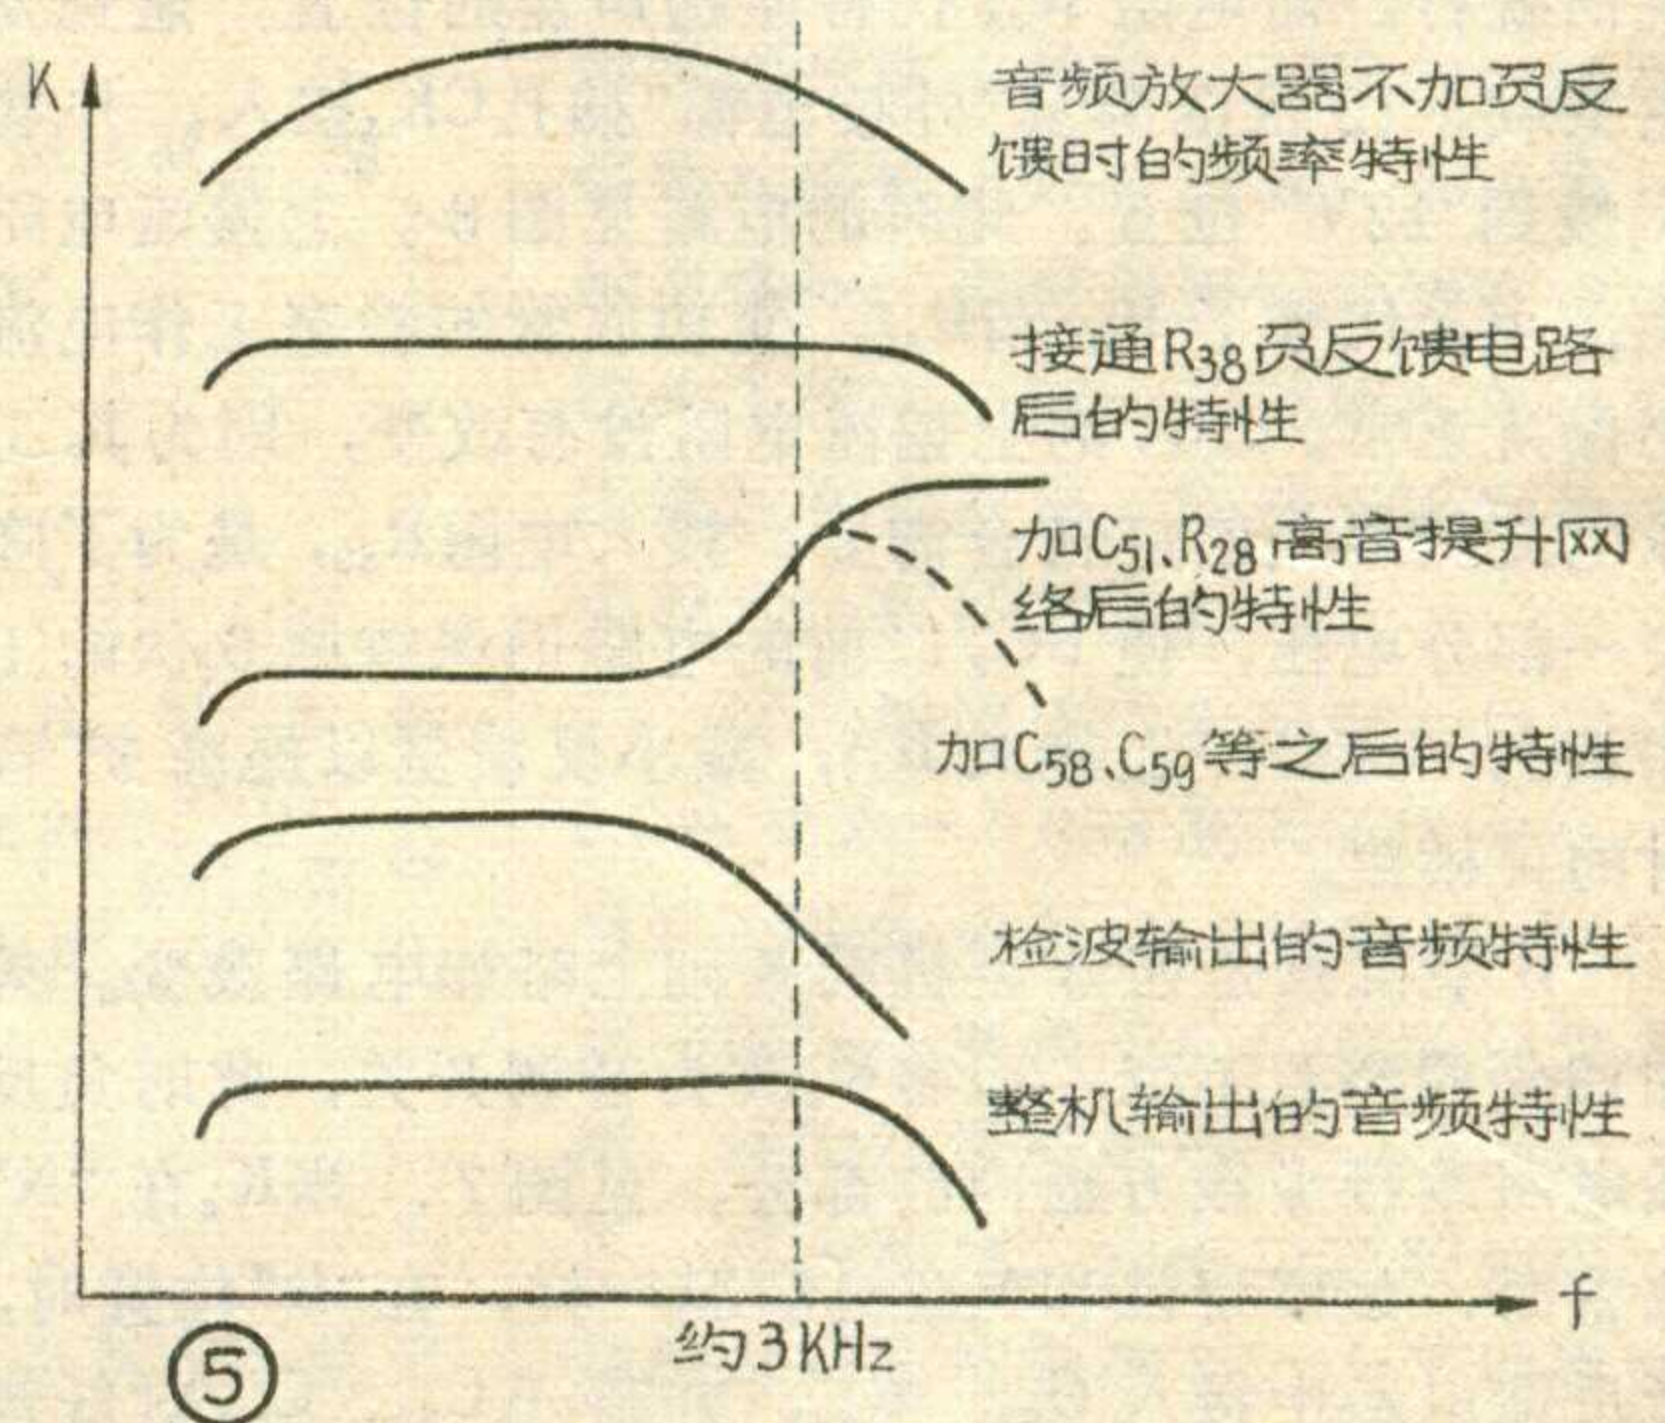 K
音频放大器不加负反
馈时的频率特性
接通R38负反馈电路
后的特性
加C51、R28高音提升网
络后的特性
加C58、C59等之后的特性
检波输出的音频特性
整机输出的音频特性
f
约3KHz
⑤